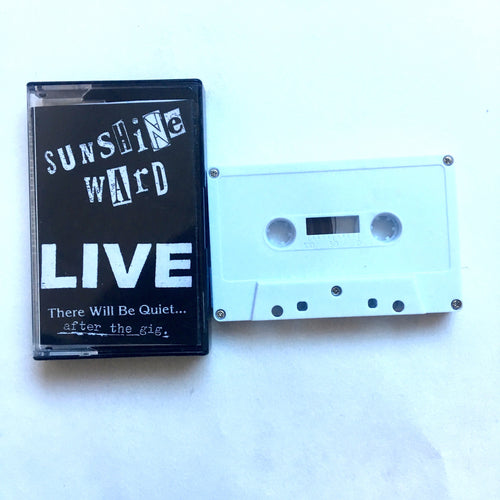 SUNSHiNe
WARD
LIVE
There Will Be Quiet...
after the gig.